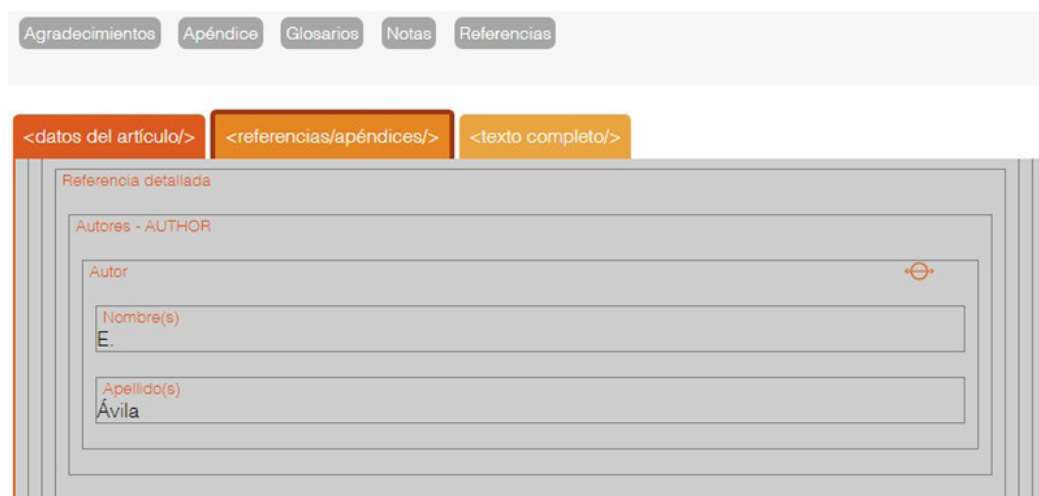 Agradecimientos Apéndice Glosarios Notas Referencias
<datos del artículo/> <referencias/apéndices/> <texto completo/>
Referencia detallada
Autores - AUTHOR
Autor
Nombre(s)
E.
Apellido(s)
Ávila